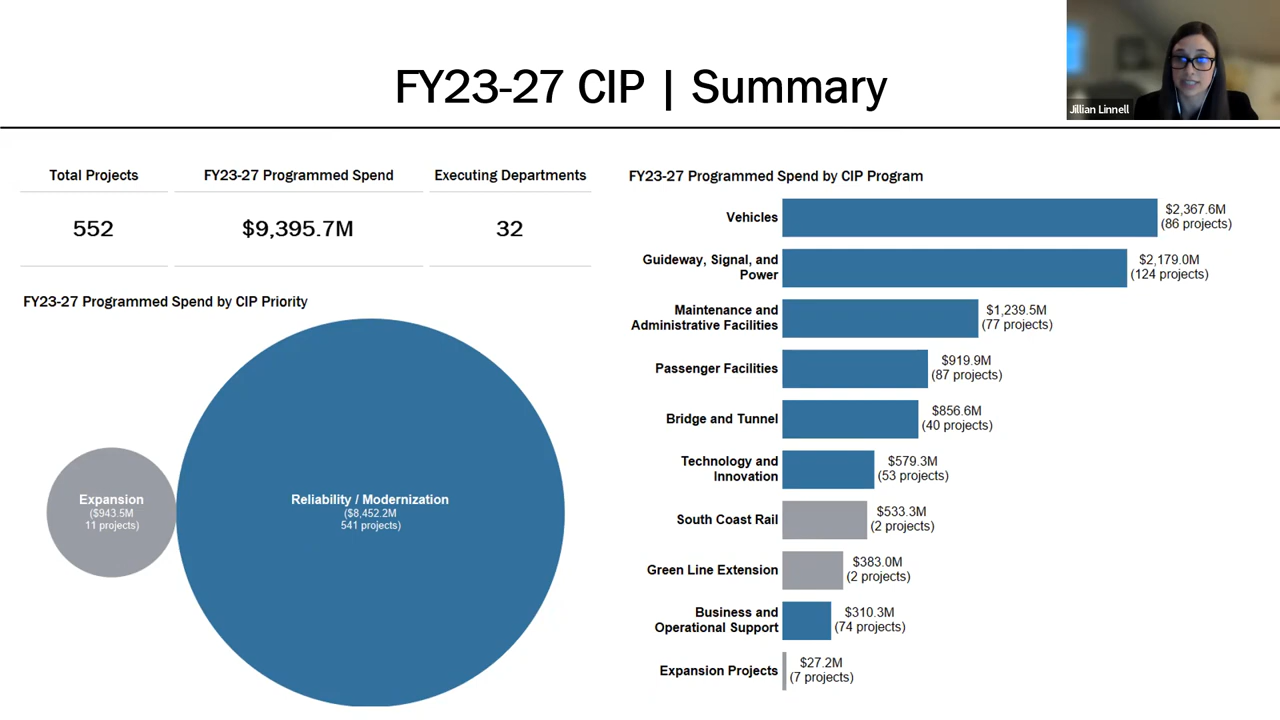 FY23-27 CIP | Summary
Jillian Linnell
Total Projects
FY23-27 Programmed Spend
Executing Departments
552
$9,395.7M
32
FY23-27 Programmed Spend by CIP Priority
Expansion
($943.5M
11 projects)
Reliability / Modernization
($8,452.2M
541 projects)
FY23-27 Programmed Spend by CIP Program
Vehicles
$2,367.6M
(86 projects)
Guideway, Signal, and
Power
$2,179.0M
(124 projects)
Maintenance and
Administrative Facilities
$1,239.5M
(77 projects)
Passenger Facilities
$919.9M
(87 projects)
Bridge and Tunnel
$856.6M
(40 projects)
Technology and
Innovation
$579.3M
(53 projects)
South Coast Rail
$533.3M
(2 projects)
Green Line Extension
$383.0M
(2 projects)
Business and
Operational Support
$310.3M
(74 projects)
Expansion Projects
$27.2M
(7 projects)